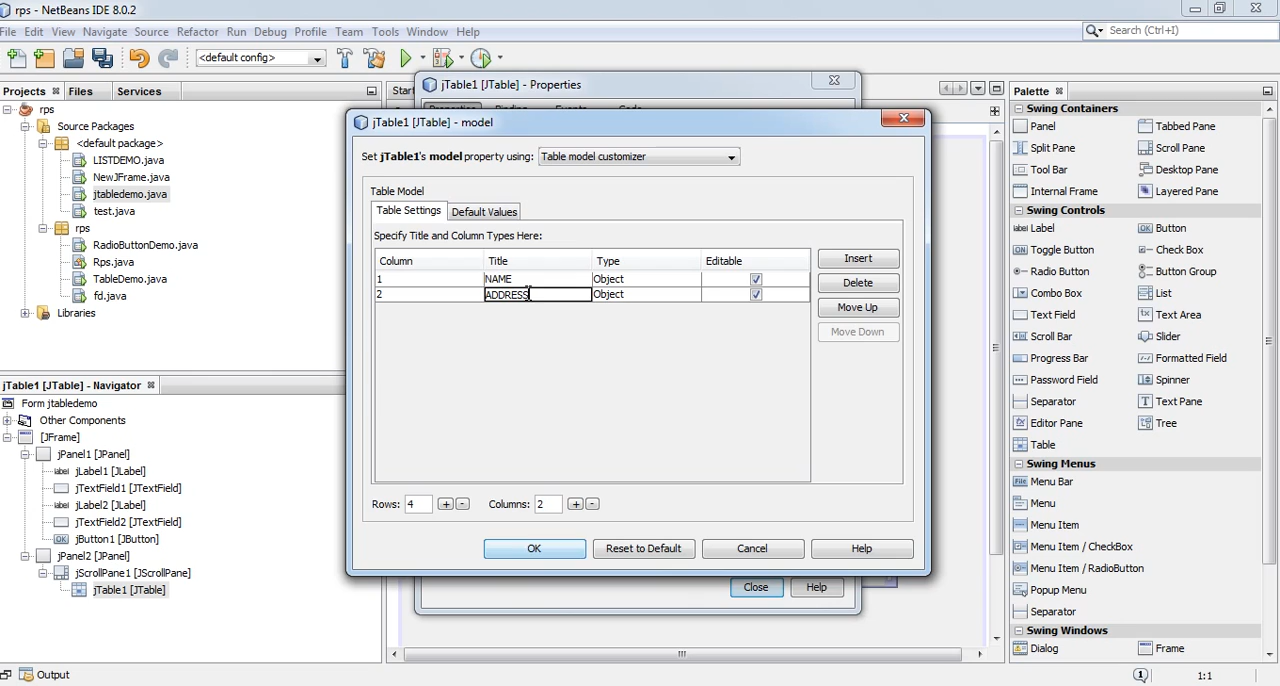 rps - NetBeans IDE 8.0.2
File Edit View Navigate Source Refactor Run Debug Profile Team Tools Window Help
Search (Ctrl+I)
<default config>
Projects Files Services
rps
Source Packages
<default package>
LISTDEMO.java
NewJFrame.java
jtabledemo.java
test.java
rps
RadioButtonDemo.java
Rps.java
TableDemo.java
fd.java
Libraries
jTable1 [JTable] - Navigator
Form jtabledemo
Other Components
[JFrame]
jPanel1 [JPanel]
label jLabel1 [JLabel]
jTextField1 [JTextField]
label jLabel2 [JLabel]
jTextField2 [JTextField]
OK jButton1 [JButton]
jPanel2 [JPanel]
jScrollPane1 [JScrollPane]
jTable1 [JTable]
Output
Start
jTable1 [JTable] - Properties
jTable1 [JTable] - model
Set jTable1's model property using: Table model customizer
Table Model
Table Settings Default Values
Specify Title and Column Types Here:
Column Title Type Editable
1 NAME Object
2 ADDRESS Object
Insert
Delete
Move Up
Move Down
Rows: 4 + - Columns: 2 + -
OK Reset to Default Cancel Help
Close Help
Palette
Swing Containers
Panel Tabbed Pane
Split Pane Scroll Pane
Tool Bar Desktop Pane
Internal Frame Layered Pane
Swing Controls
label Label OK Button
ON Toggle Button Check Box
Radio Button Button Group
Combo Box List
Text Field Text Area
Scroll Bar Slider
Progress Bar Formatted Field
Password Field Spinner
Separator Text Pane
Editor Pane Tree
Table
Swing Menus
File Menu Bar
Menu
Menu Item
Menu Item / CheckBox
Menu Item / RadioButton
Popup Menu
Separator
Swing Windows
Dialog Frame
1 1:1